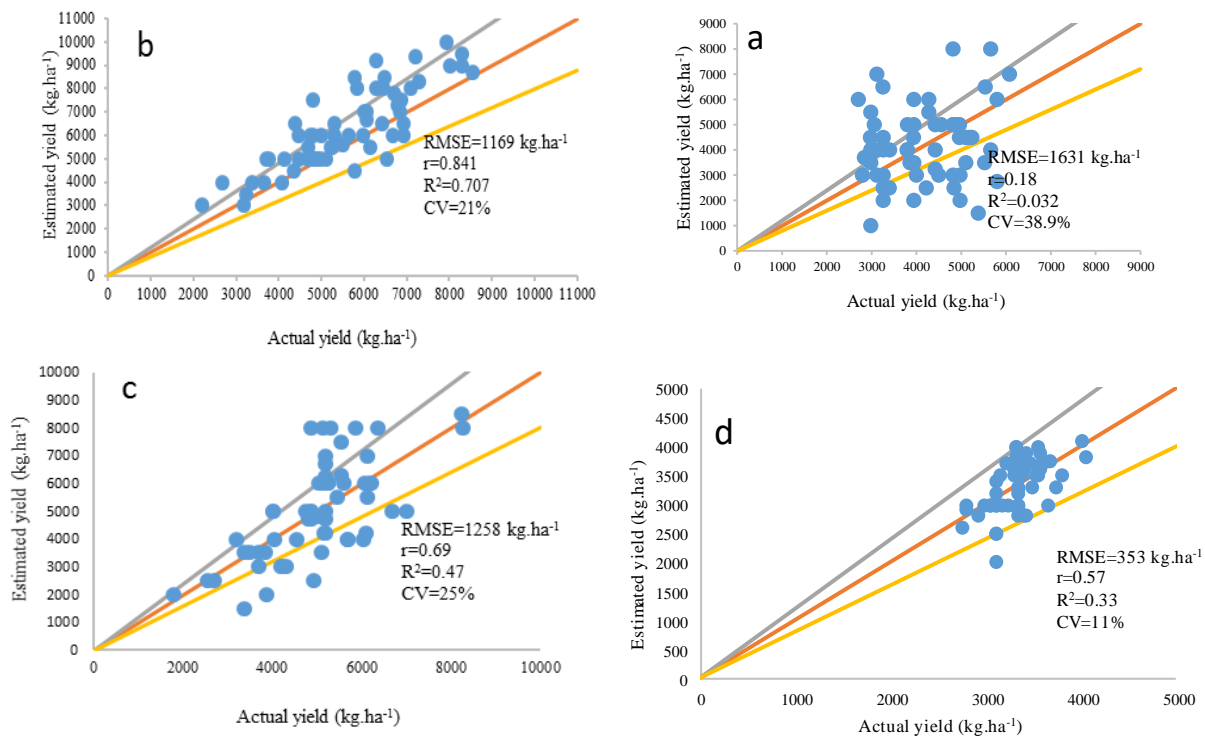 b
11000
10000
9000
8000
7000
6000
5000
4000
3000
2000
1000
0
Estimated yield (kg.ha⁻¹)
RMSE=1169 kg.ha⁻¹
r=0.841
R²=0.707
CV=21%
0 1000 2000 3000 4000 5000 6000 7000 8000 9000 10000 11000
Actual yield (kg.ha⁻¹)
a
9000
8000
7000
6000
5000
4000
3000
2000
1000
0
Estimated yield (kg.ha⁻¹)
RMSE=1631 kg.ha⁻¹
r=0.18
R²=0.032
CV=38.9%
0 1000 2000 3000 4000 5000 6000 7000 8000 9000
Actual yield (kg.ha⁻¹)
c
10000
9000
8000
7000
6000
5000
4000
3000
2000
1000
0
Estimated yield (kg.ha⁻¹)
RMSE=1258 kg.ha⁻¹
r=0.69
R²=0.47
CV=25%
0 2000 4000 6000 8000 10000
Actual yield (kg.ha⁻¹)
d
5000
4500
4000
3500
3000
2500
2000
1500
1000
500
0
Estimated yield (kg.ha⁻¹)
RMSE=353 kg.ha⁻¹
r=0.57
R²=0.33
CV=11%
0 1000 2000 3000 4000 5000
Actual yield (kg.ha⁻¹)